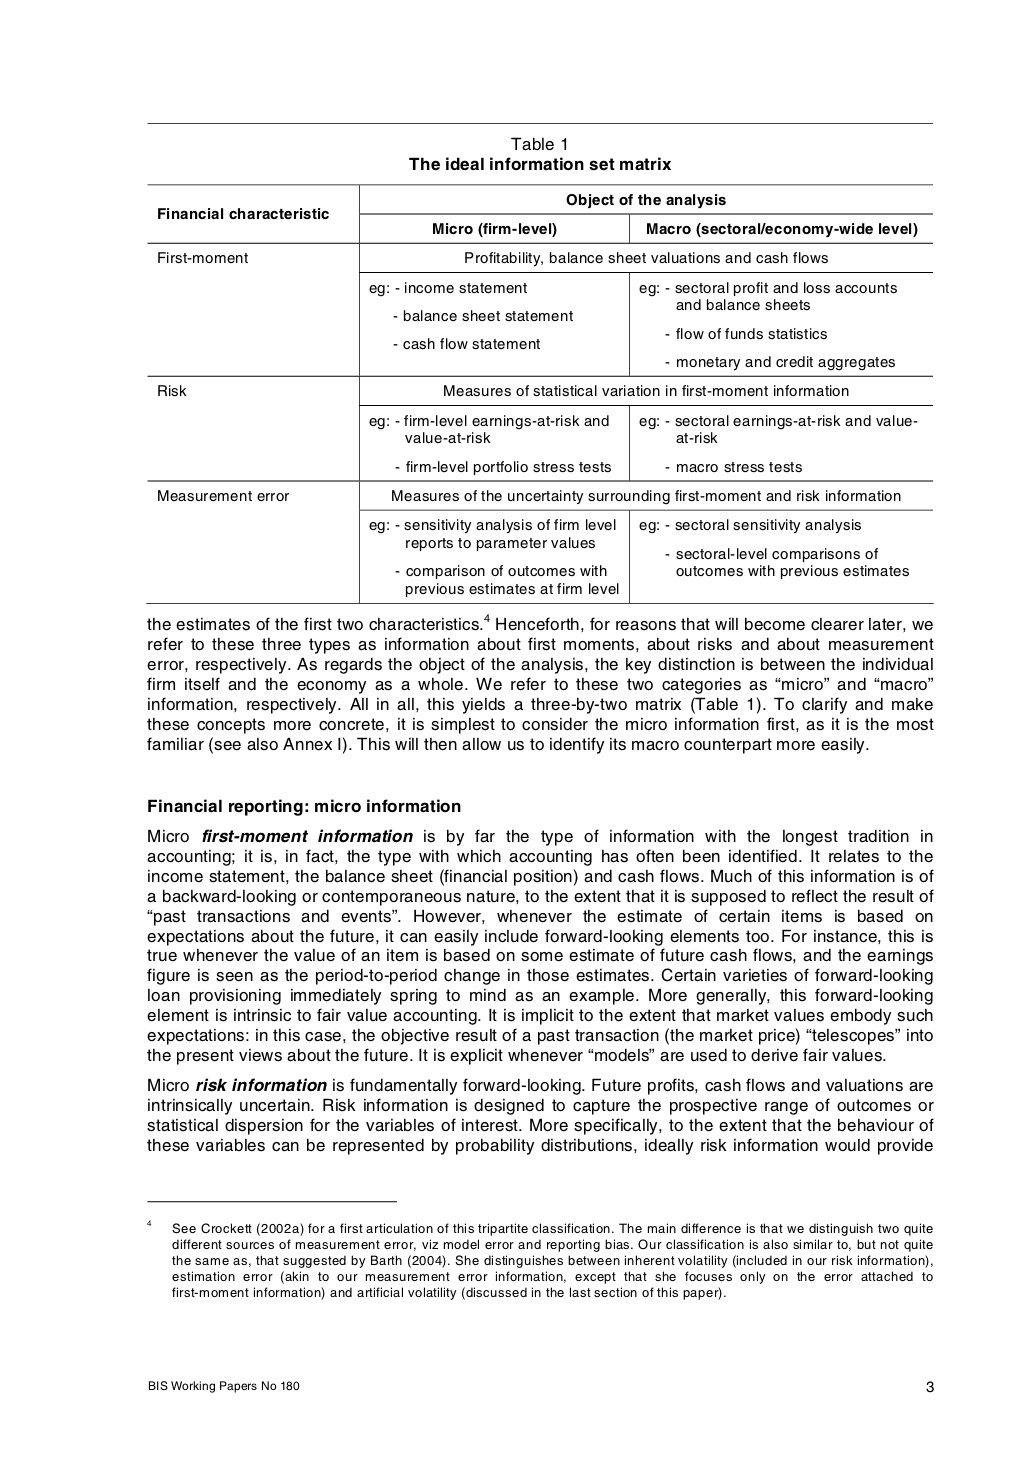 Table 1
The ideal information set matrix
Financial characteristic
Object of the analysis
Micro (firm-level)
Macro (sectoral/economy-wide level)
First-moment
Profitability, balance sheet valuations and cash flows
eg: - income statement
- balance sheet statement
- cash flow statement
eg: - sectoral profit and loss accounts
and balance sheets
- flow of funds statistics
- monetary and credit aggregates
Risk
Measures of statistical variation in first-moment information
eg: - firm-level earnings-at-risk and
value-at-risk
- firm-level portfolio stress tests
eg: - sectoral earnings-at-risk and value-
at-risk
- macro stress tests
Measurement error
Measures of the uncertainty surrounding first-moment and risk information
eg: - sensitivity analysis of firm level
reports to parameter values
- comparison of outcomes with
previous estimates at firm level
eg: - sectoral sensitivity analysis
- sectoral-level comparisons of
outcomes with previous estimates
the estimates of the first two characteristics.4 Henceforth, for reasons that will become clearer later, we
refer to these three types as information about first moments, about risks and about measurement
error, respectively. As regards the object of the analysis, the key distinction is between the individual
firm itself and the economy as a whole. We refer to these two categories as “micro” and “macro”
information, respectively. All in all, this yields a three-by-two matrix (Table 1). To clarify and make
these concepts more concrete, it is simplest to consider the micro information first, as it is the most
familiar (see also Annex I). This will then allow us to identify its macro counterpart more easily.
Financial reporting: micro information
Micro first-moment information is by far the type of information with the longest tradition in
accounting; it is, in fact, the type with which accounting has often been identified. It relates to the
income statement, the balance sheet (financial position) and cash flows. Much of this information is of
a backward-looking or contemporaneous nature, to the extent that it is supposed to reflect the result of
“past transactions and events”. However, whenever the estimate of certain items is based on
expectations about the future, it can easily include forward-looking elements too. For instance, this is
true whenever the value of an item is based on some estimate of future cash flows, and the earnings
figure is seen as the period-to-period change in those estimates. Certain varieties of forward-looking
loan provisioning immediately spring to mind as an example. More generally, this forward-looking
element is intrinsic to fair value accounting. It is implicit to the extent that market values embody such
expectations: in this case, the objective result of a past transaction (the market price) “telescopes” into
the present views about the future. It is explicit whenever “models” are used to derive fair values.
Micro risk information is fundamentally forward-looking. Future profits, cash flows and valuations are
intrinsically uncertain. Risk information is designed to capture the prospective range of outcomes or
statistical dispersion for the variables of interest. More specifically, to the extent that the behaviour of
these variables can be represented by probability distributions, ideally risk information would provide
4 See Crockett (2002a) for a first articulation of this tripartite classification. The main difference is that we distinguish two quite
different sources of measurement error, viz model error and reporting bias. Our classification is also similar to, but not quite
the same as, that suggested by Barth (2004). She distinguishes between inherent volatility (included in our risk information),
estimation error (akin to our measurement error information, except that she focuses only on the error attached to
first-moment information) and artificial volatility (discussed in the last section of this paper).
BIS Working Papers No 180
3